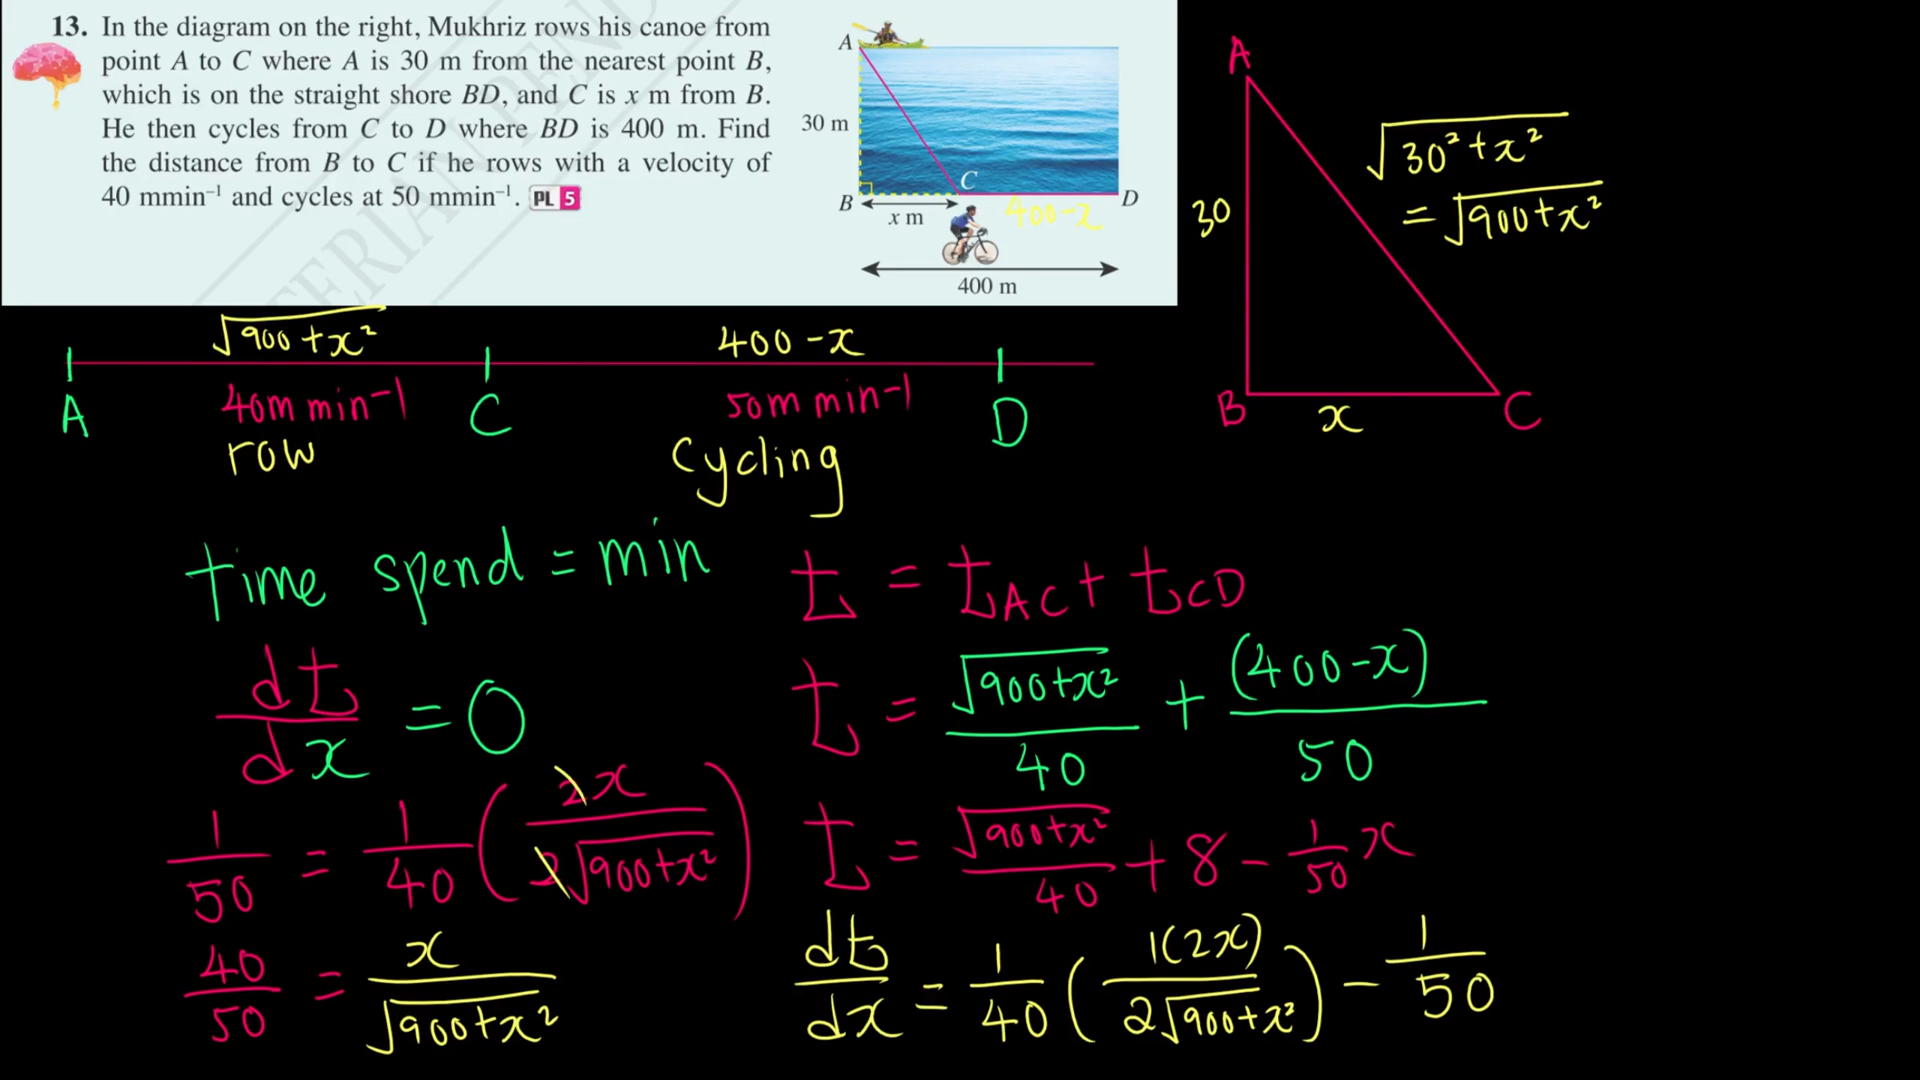 13. In the diagram on the right, Mukhriz rows his canoe from
point A to C where A is 30 m from the nearest point B,
which is on the straight shore BD, and C is x m from B.
He then cycles from C to D where BD is 400 m. Find
the distance from B to C if he rows with a velocity of
40 mmin⁻¹ and cycles at 50 mmin⁻¹. PL 5
A
30 m
B
C
D
x m
400-x
400 m
A
30
√(30²+x²)
= √(900+x²)
B
x
C
√(900+x²) 400-x
A 40m min-1 C 50m min-1 D
row cycling
time spend = min
dt/dx = 0
1/50 = 1/40 (2x/2√(900+x²))
40/50 = x/√(900+x²)
t = tAC + tCD
t = √(900+x²)/40 + (400-x)/50
t = √(900+x²)/40 + 8 - 1/50 x
dt/dx = 1/40 (1(2x)/2√(900+x²)) - 1/50